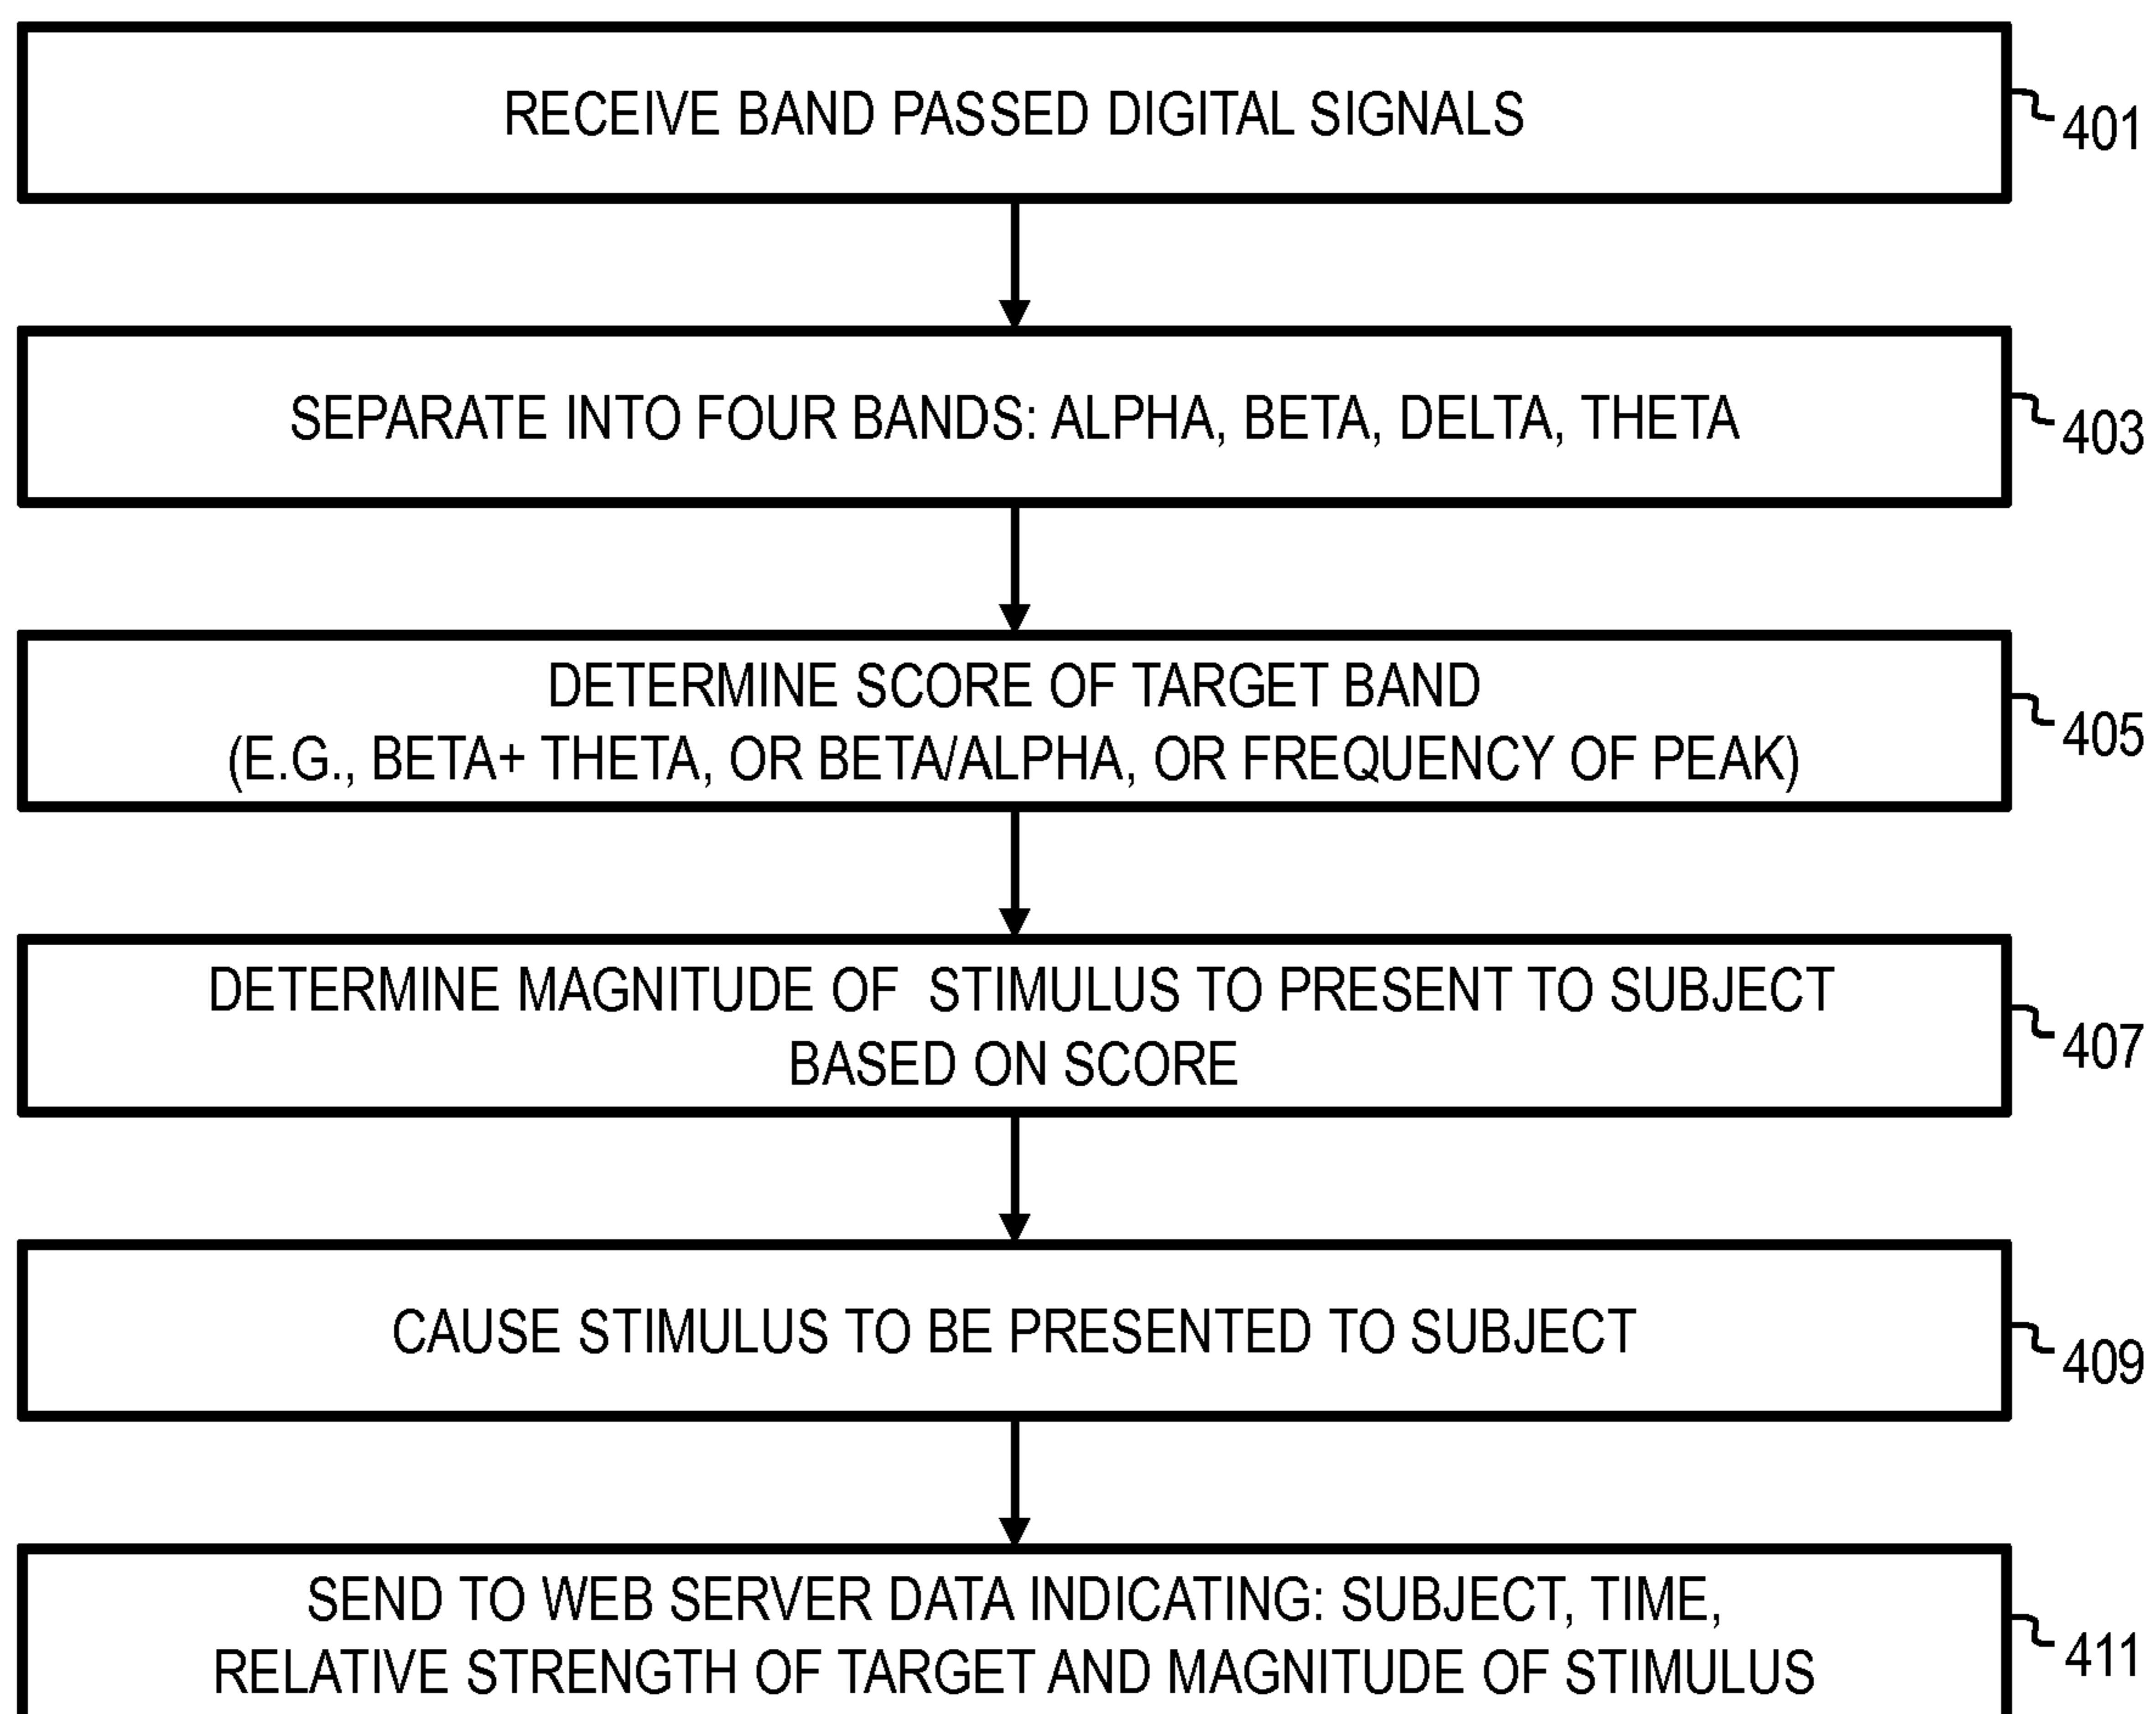 RECEIVE BAND PASSED DIGITAL SIGNALS
401
SEPARATE INTO FOUR BANDS: ALPHA, BETA, DELTA, THETA
403
DETERMINE SCORE OF TARGET BAND
(E.G., BETA+ THETA, OR BETA/ALPHA, OR FREQUENCY OF PEAK)
405
DETERMINE MAGNITUDE OF STIMULUS TO PRESENT TO SUBJECT
BASED ON SCORE
407
CAUSE STIMULUS TO BE PRESENTED TO SUBJECT
409
SEND TO WEB SERVER DATA INDICATING: SUBJECT, TIME,
RELATIVE STRENGTH OF TARGET AND MAGNITUDE OF STIMULUS
411